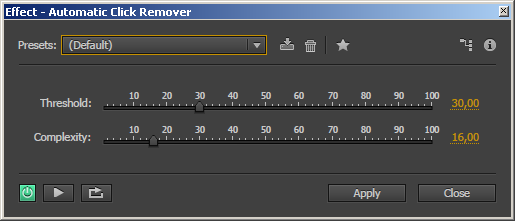 Effect - Automatic Click Remover
Presets: (Default)
10 20 30 40 50 60 70 80 90 100
Threshold: 30,00
10 20 30 40 50 60 70 80 90 100
Complexity: 16,00
Apply Close